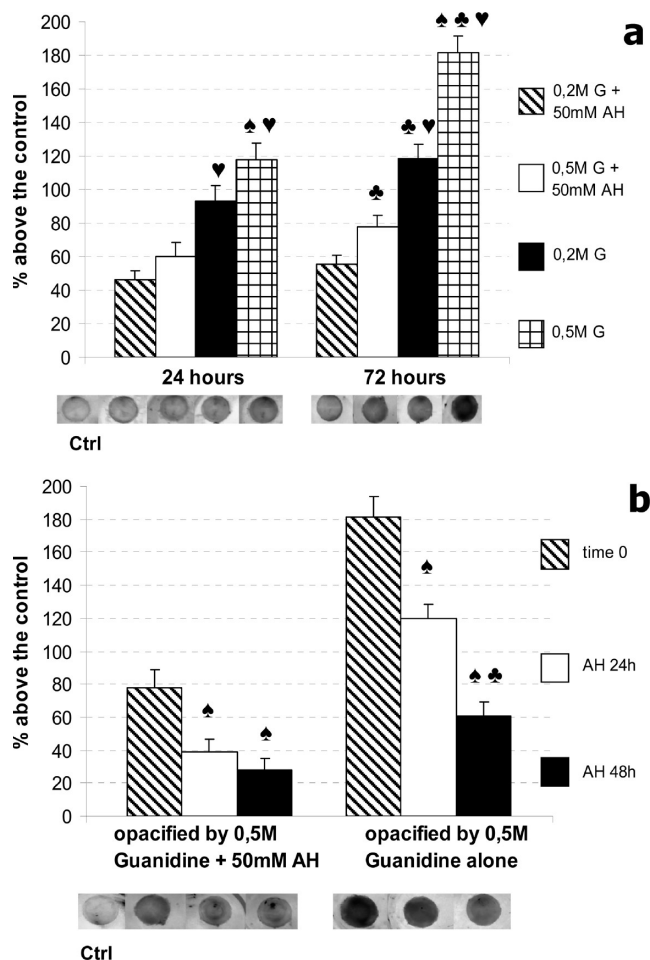 a
% above the control
200
180
160
140
120
100
80
60
40
20
0
♥
♠ ♥
♣
♣ ♥
♠ ♣ ♥
24 hours
72 hours
Ctrl
0,2M G +
50mM AH
0,5M G +
50mM AH
0,2M G
0,5M G
b
% above the control
200
180
160
140
120
100
80
60
40
20
0
♠
♠
♠
♠ ♣
opacified by 0,5M
Guanidine + 50mM AH
opacified by 0,5M
Guanidine alone
Ctrl
time 0
AH 24h
AH 48h